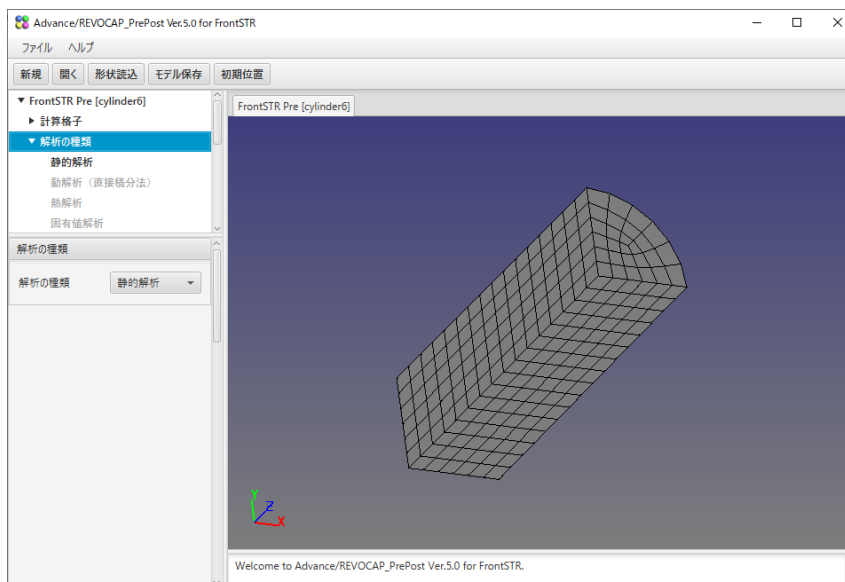 Advance/REVOCAP_PrePost Ver.5.0 for FrontSTR
ファイル ヘルプ
新規 開く 形状読込 モデル保存 初期位置
FrontSTR Pre [cylinder6]
計算格子
解析の種類
静的解析
動解析（直接積分法）
熱解析
固有値解析
解析の種類
解析の種類 静的解析
FrontSTR Pre [cylinder6]
Y
Z
X
Welcome to Advance/REVOCAP_PrePost Ver.5.0 for FrontSTR.